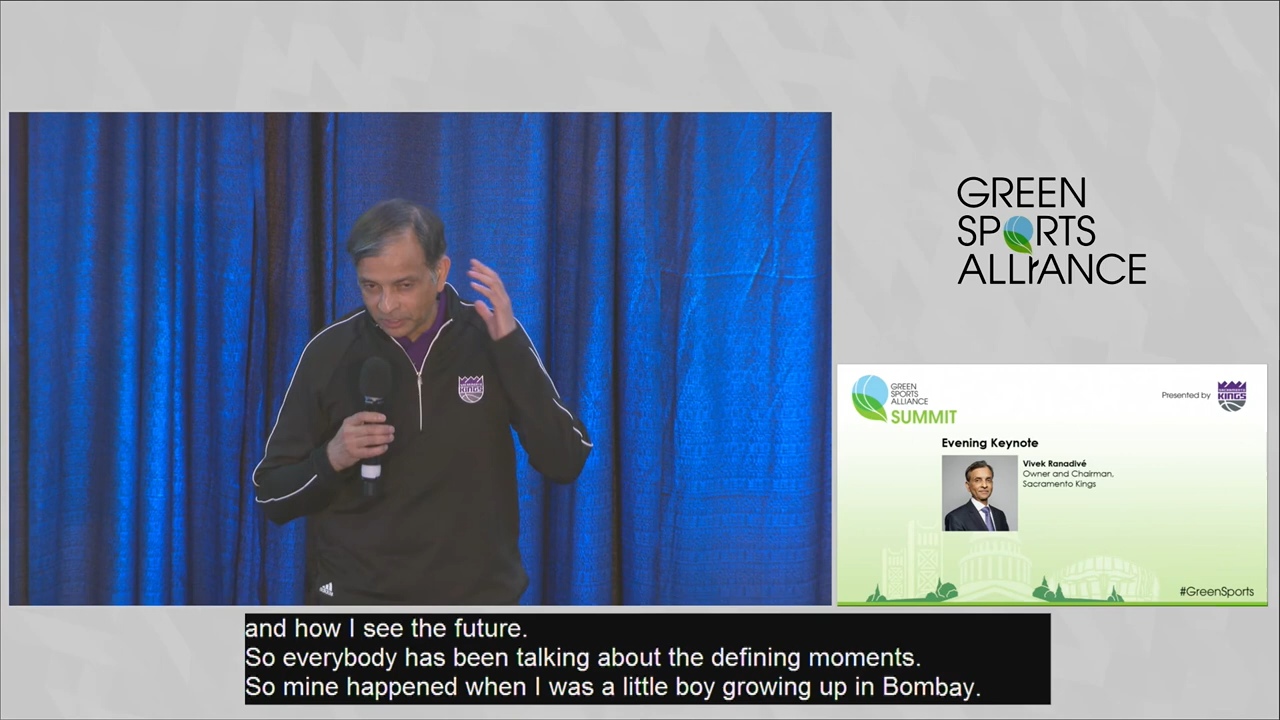 GREEN
SPORTS
ALLIANCE
KINGS
GREEN
SPORTS
ALLIANCE
SUMMIT
Presented by
SACRAMENTO
KINGS
Evening Keynote
Vivek Ranadivé
Owner and Chairman,
Sacramento Kings
#GreenSports
and how I see the future.
So everybody has been talking about the defining moments.
So mine happened when I was a little boy growing up in Bombay.